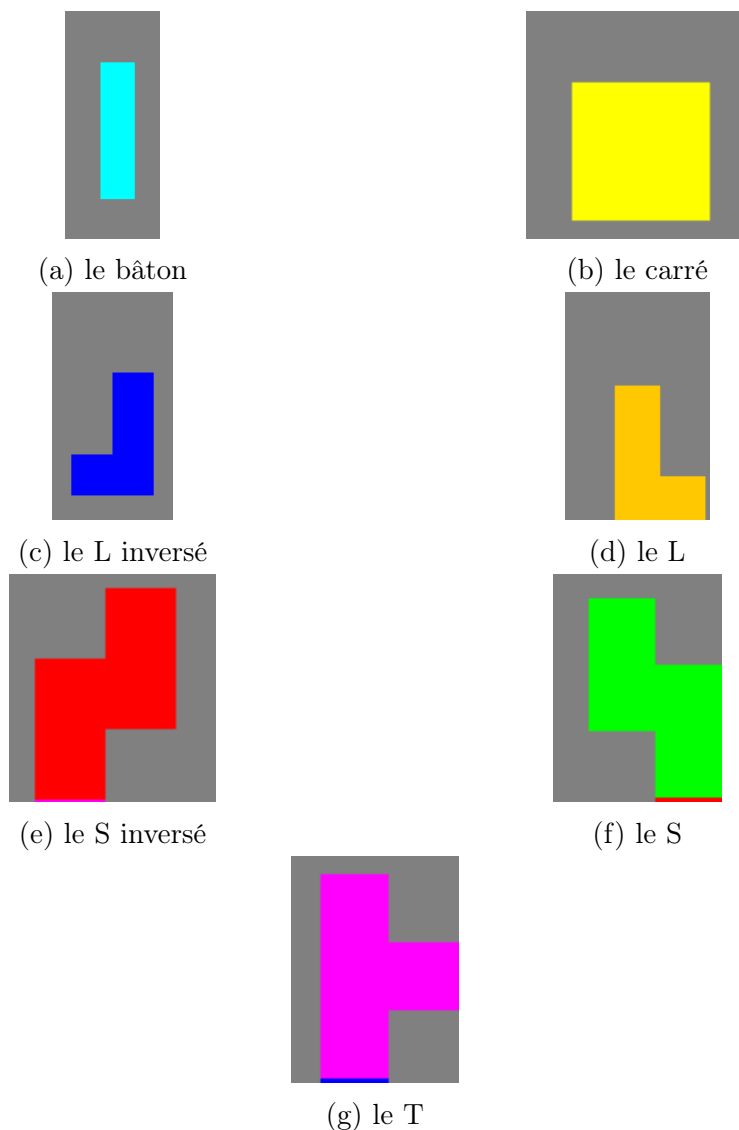 (a) le bâton
(b) le carré
(c) le L inversé
(d) le L
(e) le S inversé
(f) le S
(g) le T